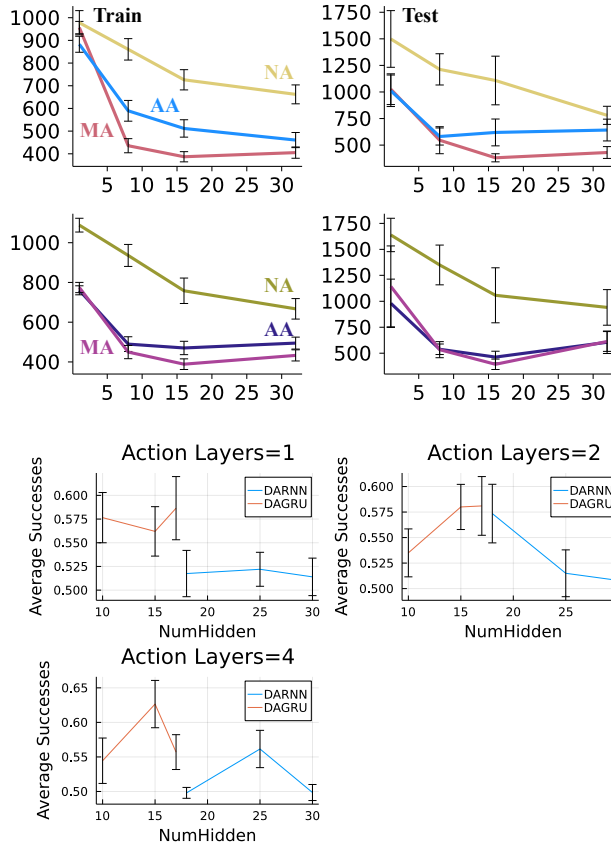 Train
1000
900
800
700
600
500
400
NA
AA
MA
5 10 15 20 25 30
Test
1750
1500
1250
1000
750
500
5 10 15 20 25 30
1000
800
600
400
NA
AA
MA
5 10 15 20 25 30
1750
1500
1250
1000
750
500
5 10 15 20 25 30
Action Layers=1
Average Successes
0.600
0.575
0.550
0.525
0.500
DARNN
DAGRU
10 15 20 25 30
NumHidden
Action Layers=2
Average Successes
0.600
0.575
0.550
0.525
0.500
DARNN
DAGRU
10 15 20 25
NumHidden
Action Layers=4
Average Successes
0.65
0.60
0.55
0.50
DARNN
DAGRU
10 15 20 25 30
NumHidden